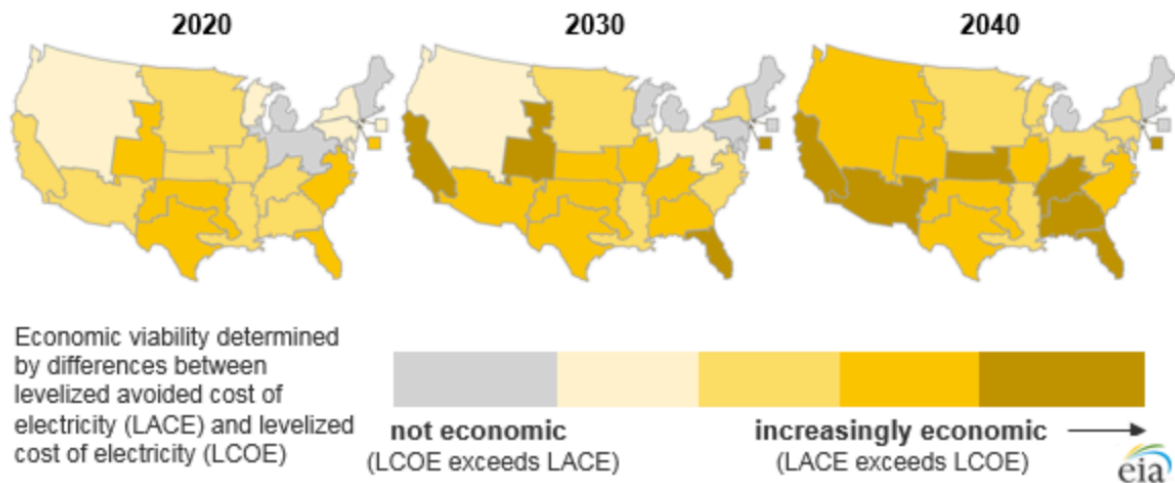 2020
2030
2040
Economic viability determined
by differences between
levelized avoided cost of
electricity (LACE) and levelized
cost of electricity (LCOE)
not economic
(LCOE exceeds LACE)
increasingly economic
(LACE exceeds LCOE)
eia